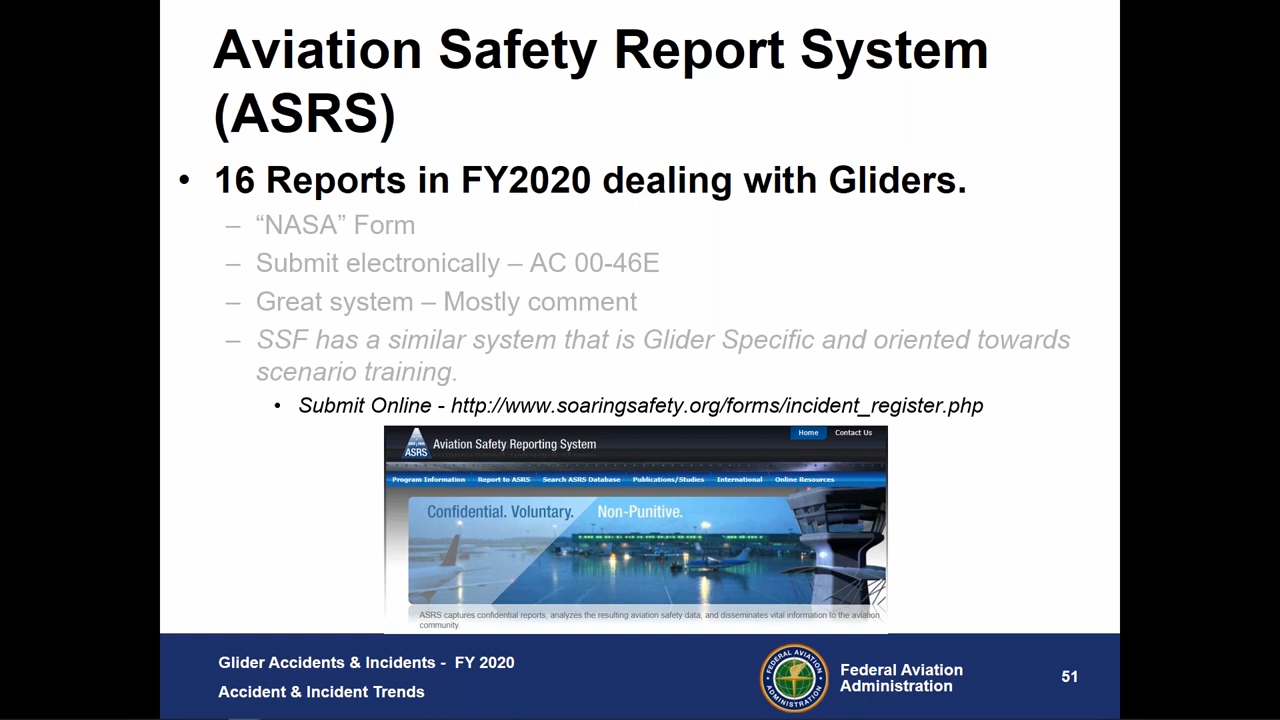 Aviation Safety Report System
(ASRS)
• 16 Reports in FY2020 dealing with Gliders.
– “NASA” Form
– Submit electronically – AC 00-46E
– Great system – Mostly comment
– SSF has a similar system that is Glider Specific and oriented towards
scenario training.
• Submit Online - http://www.soaringsafety.org/forms/incident_register.php
ASRS
Aviation Safety Reporting System
Home Contact Us
Program Information Report to ASRS Search ASRS Database Publications/Studies International Online Resources
Confidential. Voluntary. Non-Punitive.
ASRS captures confidential reports, analyzes the resulting aviation safety data, and disseminates vital information to the aviation
community.
Glider Accidents & Incidents - FY 2020
Accident & Incident Trends
FEDERAL AVIATION
ADMINISTRATION
Federal Aviation
Administration
51